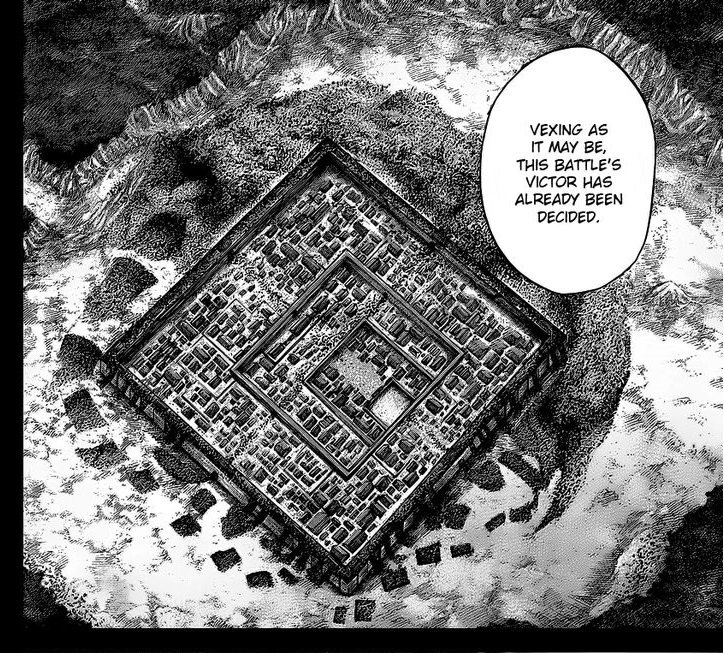 VEXING AS
IT MAY BE,
THIS BATTLE'S
VICTOR HAS
ALREADY BEEN
DECIDED.